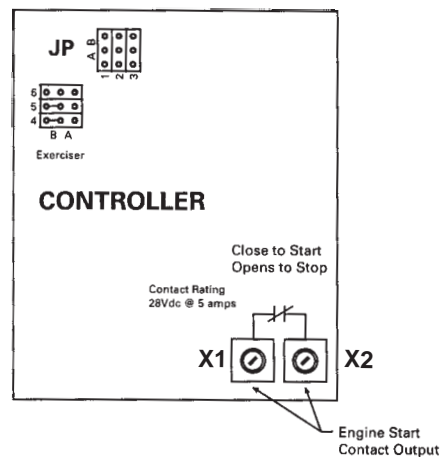 JP
B
A
1 2 3
6
5
4
B A
Exerciser
CONTROLLER
Close to Start
Opens to Stop
Contact Rating
28Vdc @ 5 amps
X1
X2
Engine Start
Contact Output